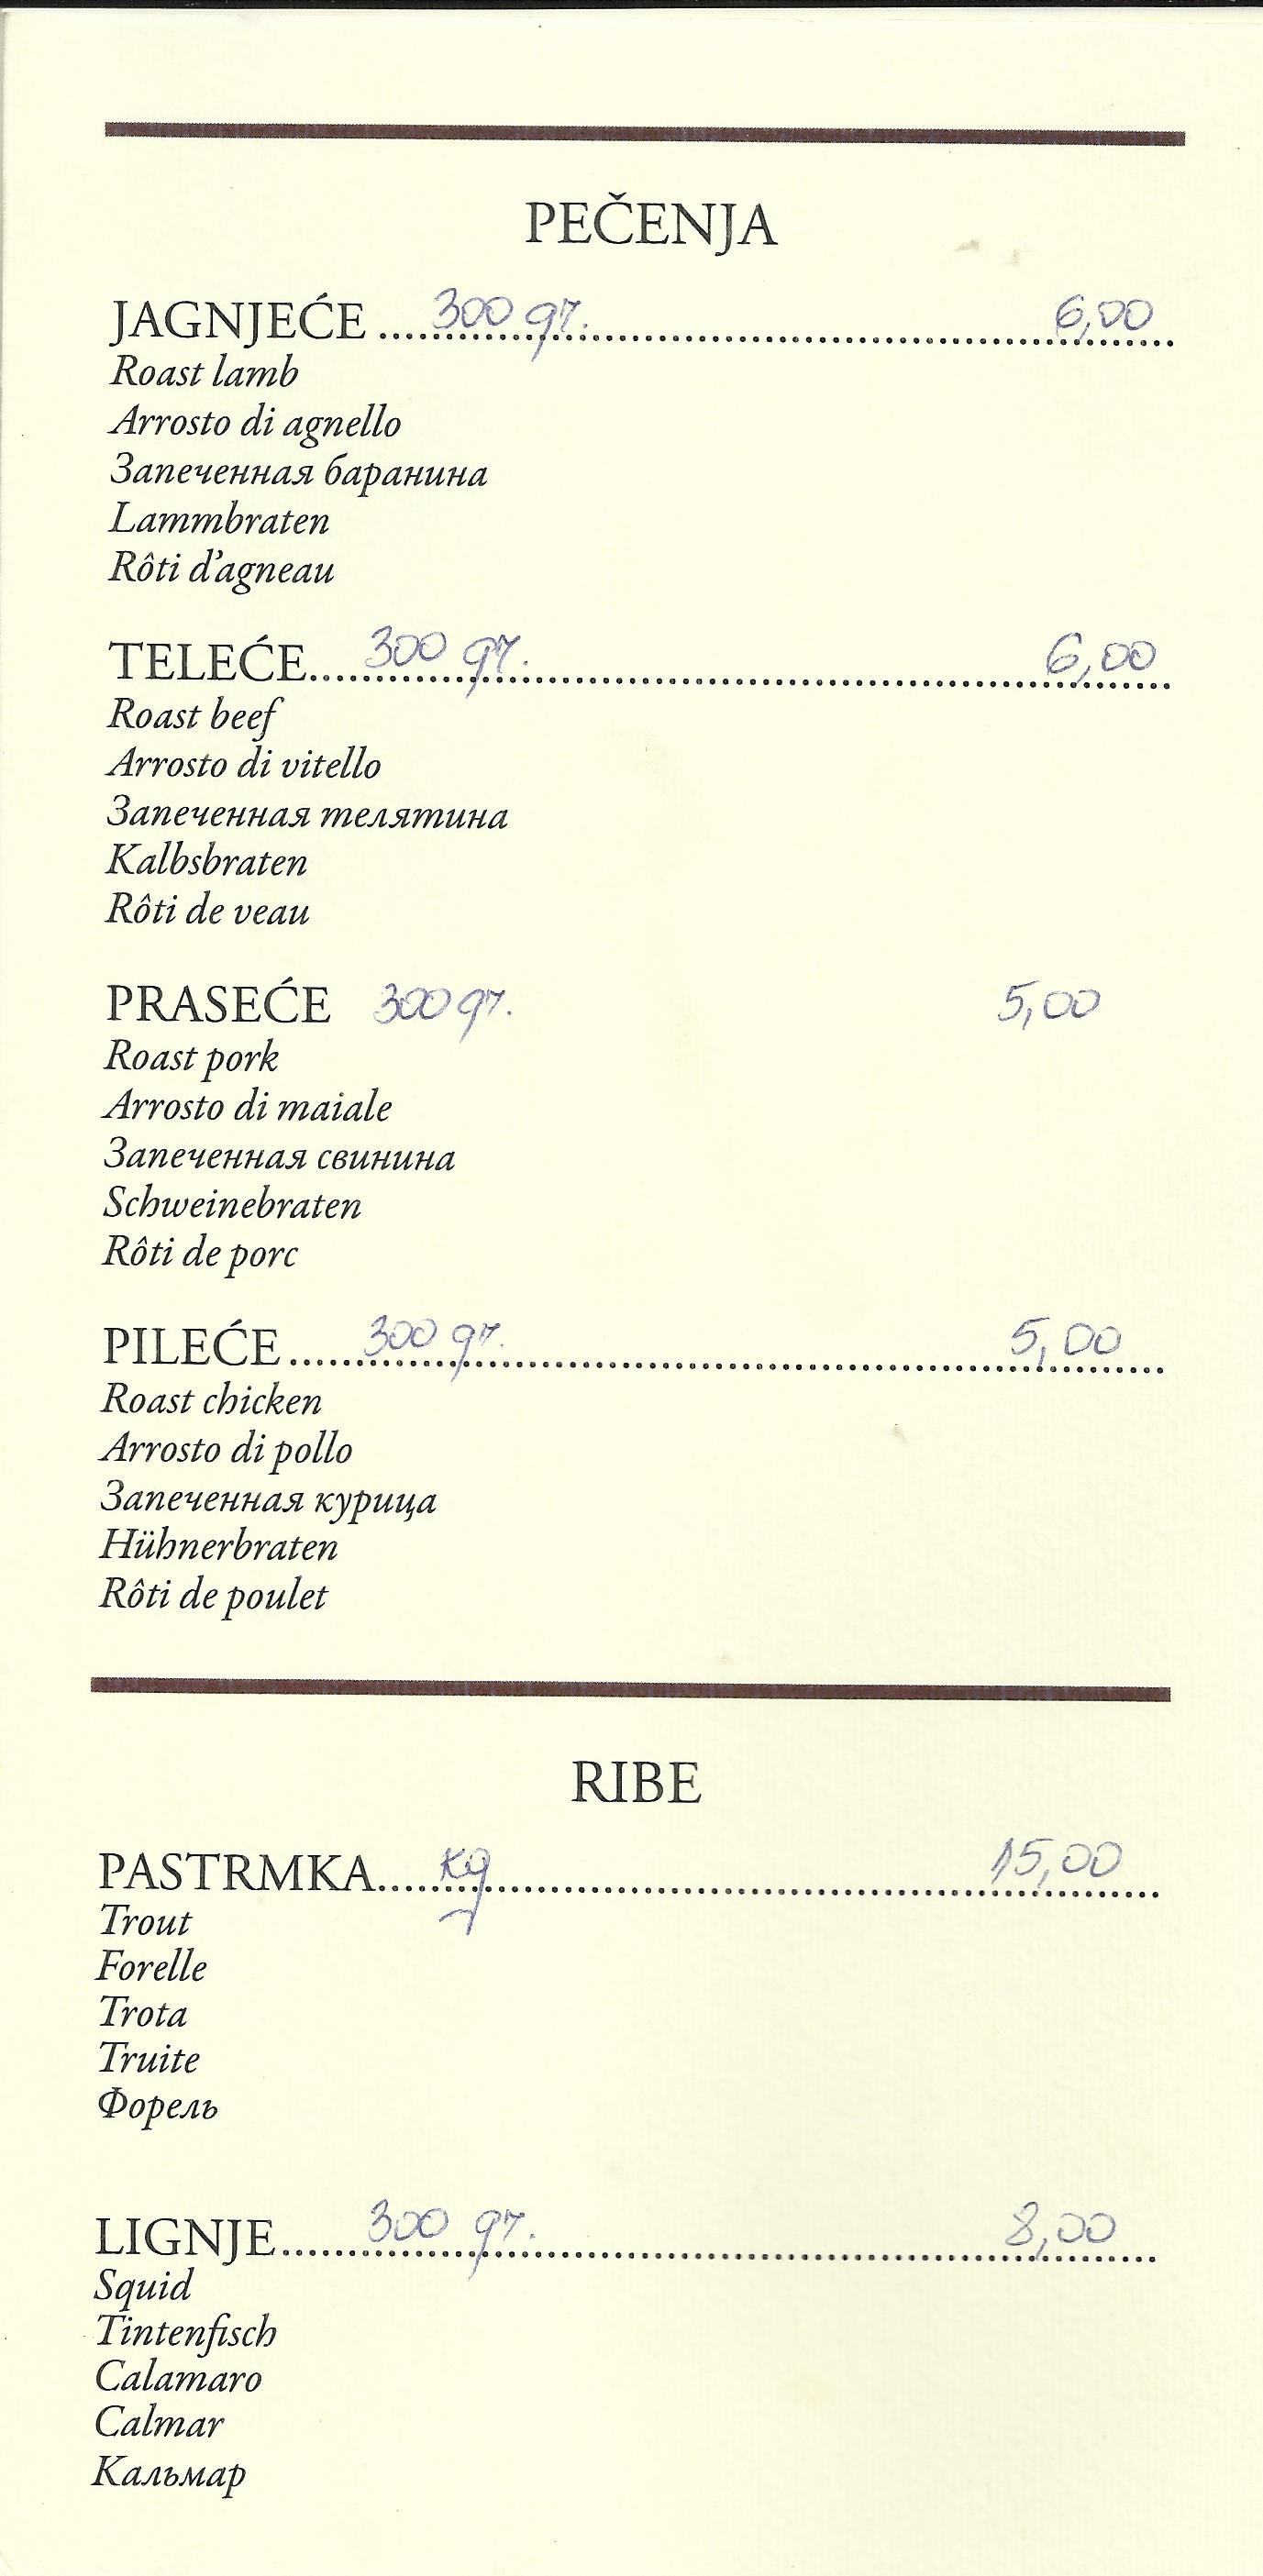 PEČENJA
JAGNJEĆE....300 gr...............................................6,00
Roast lamb
Arrosto di agnello
Запеченная баранина
Lammbraten
Rôti d'agneau
TELEĆE....300 gr...............................................6,00
Roast beef
Arrosto di vitello
Запеченная телятина
Kalbsbraten
Rôti de veau
PRASEĆE 300 gr. 5,00
Roast pork
Arrosto di maiale
Запеченная свинина
Schweinebraten
Rôti de porc
PILEĆE....300 gr...............................................5,00
Roast chicken
Arrosto di pollo
Запеченная курица
Hühnerbraten
Rôti de poulet
RIBE
PASTRMKA....kg...............................................15,00
Trout
Forelle
Trota
Truite
Форель
LIGNJE....300 gr...............................................8,00
Squid
Tintenfisch
Calamaro
Calmar
Кальмар